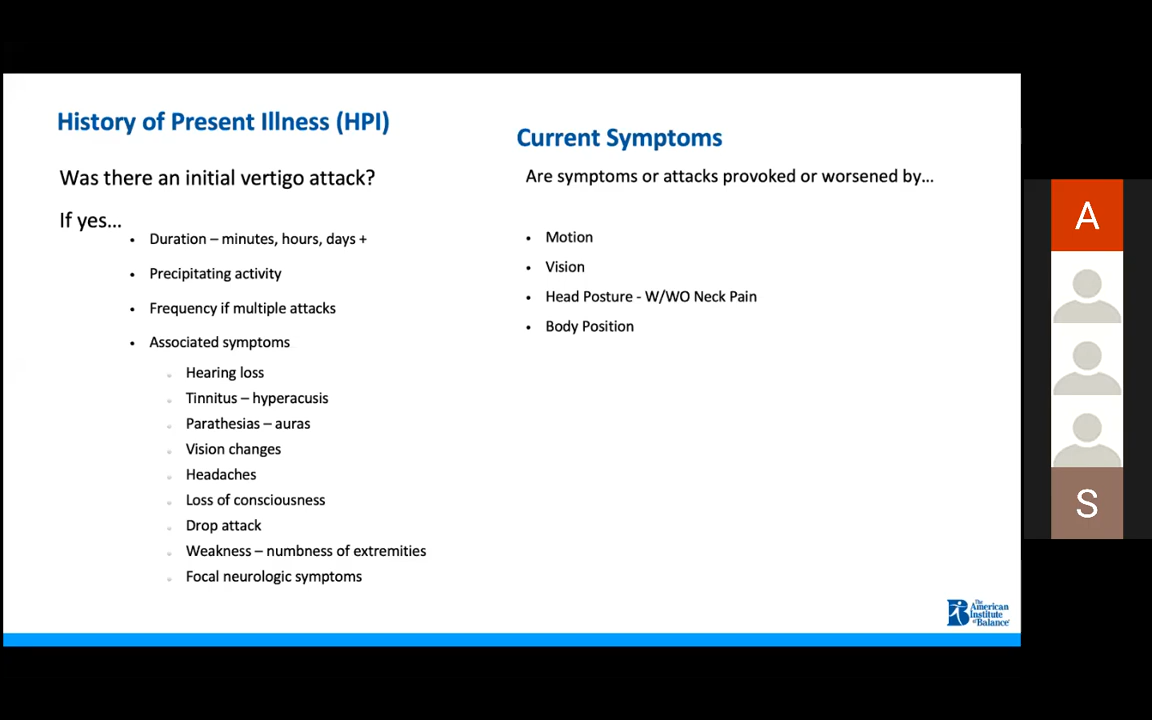 History of Present Illness (HPI)
Was there an initial vertigo attack?
If yes...
• Duration – minutes, hours, days +
• Precipitating activity
• Frequency if multiple attacks
• Associated symptoms
Hearing loss
Tinnitus – hyperacusis
Parathesias – auras
Vision changes
Headaches
Loss of consciousness
Drop attack
Weakness – numbness of extremities
Focal neurologic symptoms
Current Symptoms
Are symptoms or attacks provoked or worsened by...
• Motion
• Vision
• Head Posture - W/WO Neck Pain
• Body Position
The
American
Institute
of Balance
A
S